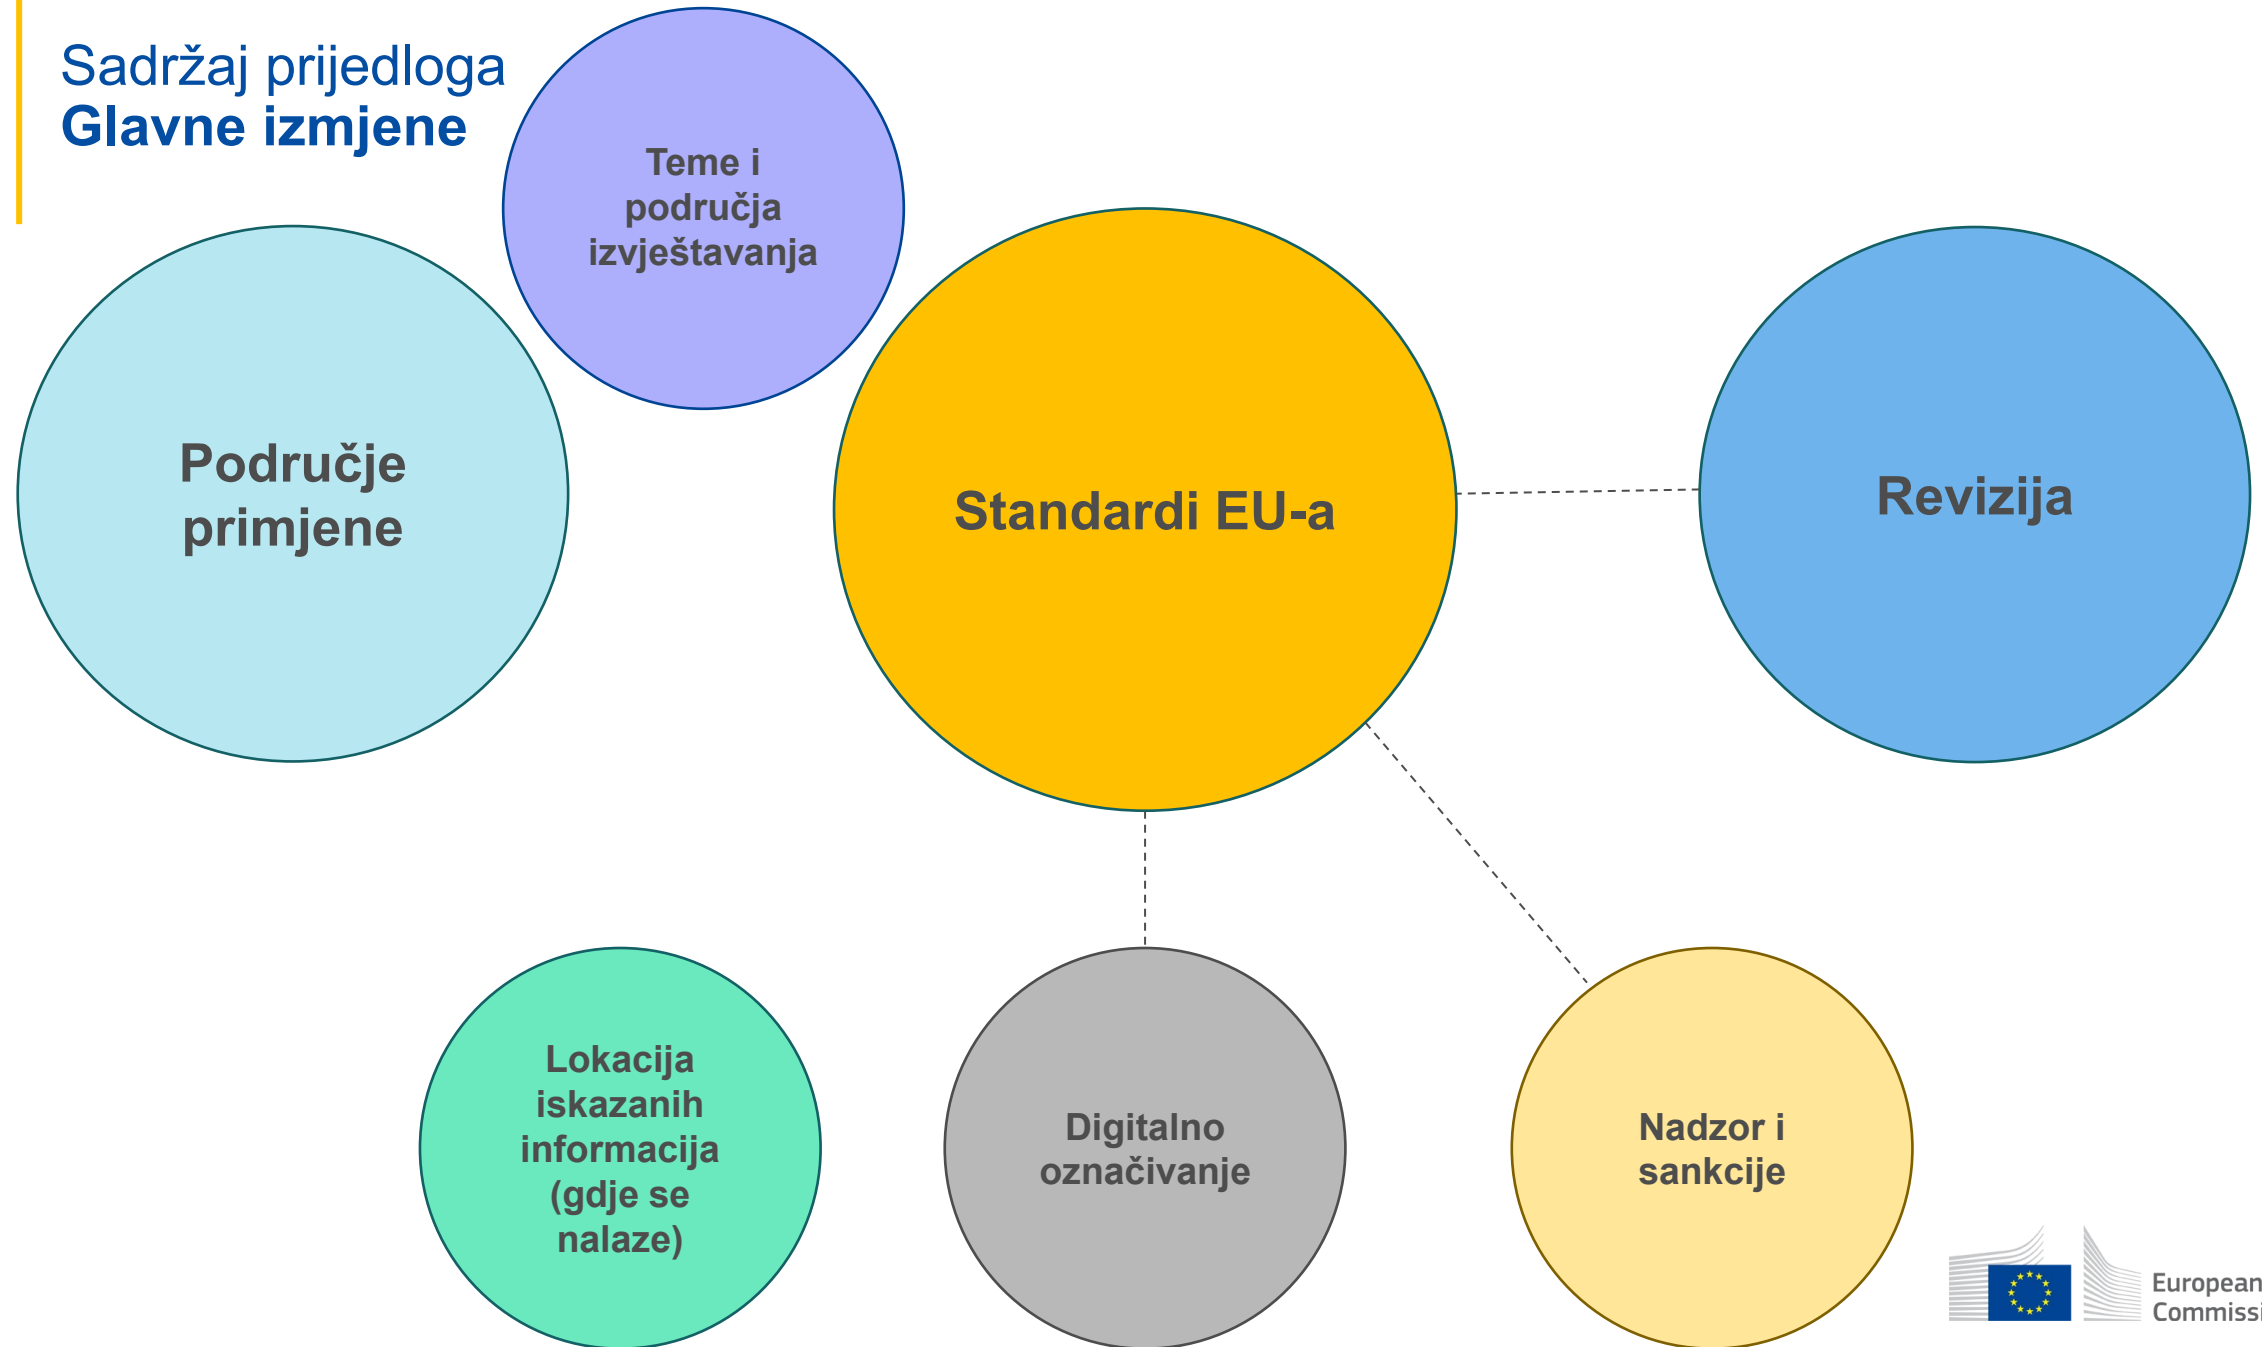 Sadržaj prijedloga
Glavne izmjene
Teme i
područja
izvještavanja
Područje
primjene
Standardi EU-a
Revizija
Lokacija
iskazanih
informacija
(gdje se
nalaze)
Digitalno
označivanje
Nadzor i
sankcije
European
Commissi